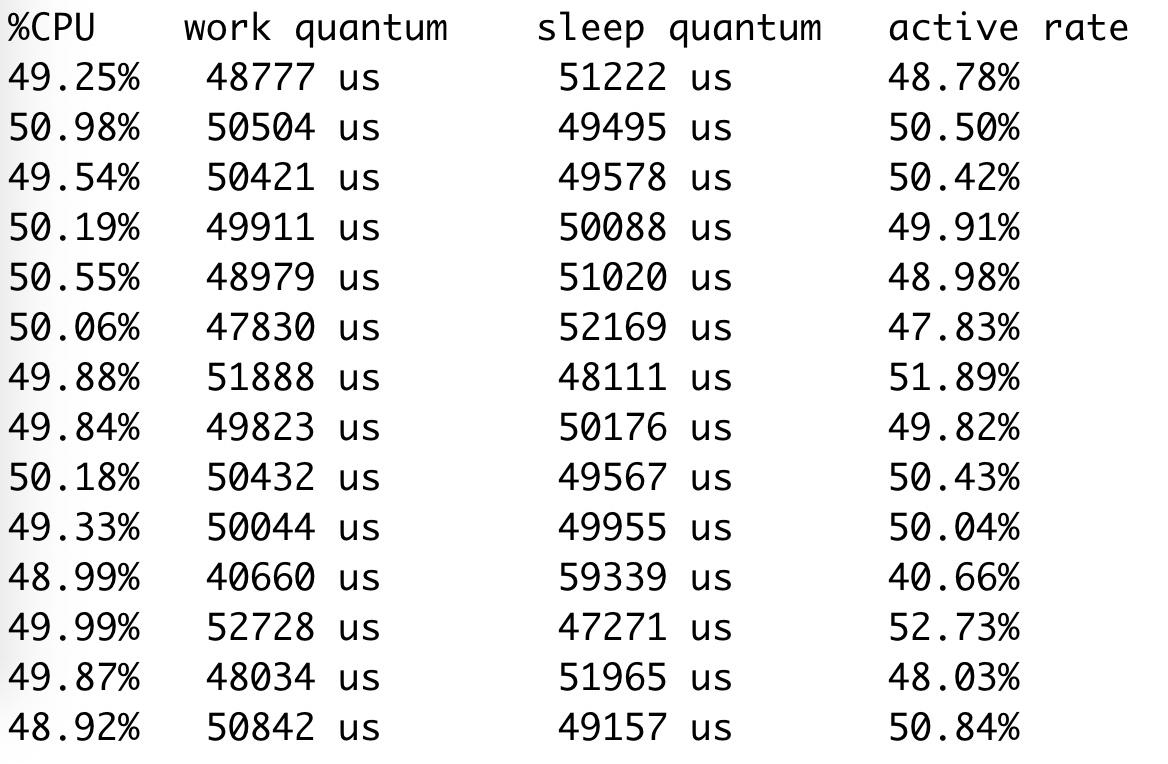 %CPU work quantum sleep quantum active rate
49.25% 48777 us 51222 us 48.78%
50.98% 50504 us 49495 us 50.50%
49.54% 50421 us 49578 us 50.42%
50.19% 49911 us 50088 us 49.91%
50.55% 48979 us 51020 us 48.98%
50.06% 47830 us 52169 us 47.83%
49.88% 51888 us 48111 us 51.89%
49.84% 49823 us 50176 us 49.82%
50.18% 50432 us 49567 us 50.43%
49.33% 50044 us 49955 us 50.04%
48.99% 40660 us 59339 us 40.66%
49.99% 52728 us 47271 us 52.73%
49.87% 48034 us 51965 us 48.03%
48.92% 50842 us 49157 us 50.84%